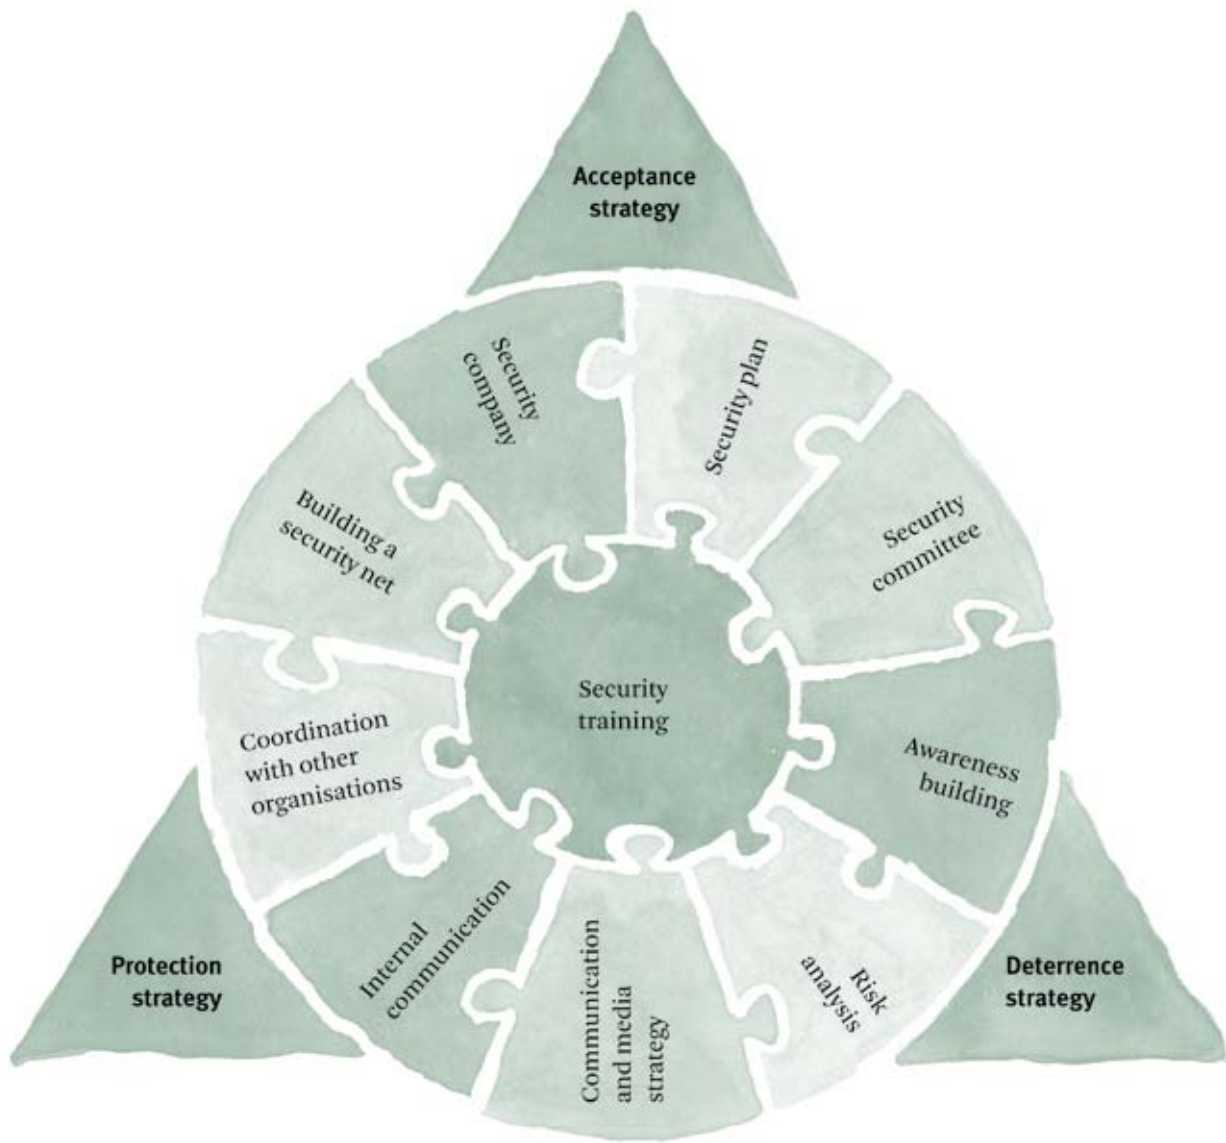 Acceptance
strategy
Security
company
Security plan
Building a
security net
Security
committee
Security
training
Coordination
with other
organisations
Awareness
building
Internal
communication
Communication
and media
strategy
Risk
analysis
Protection
strategy
Deterrence
strategy